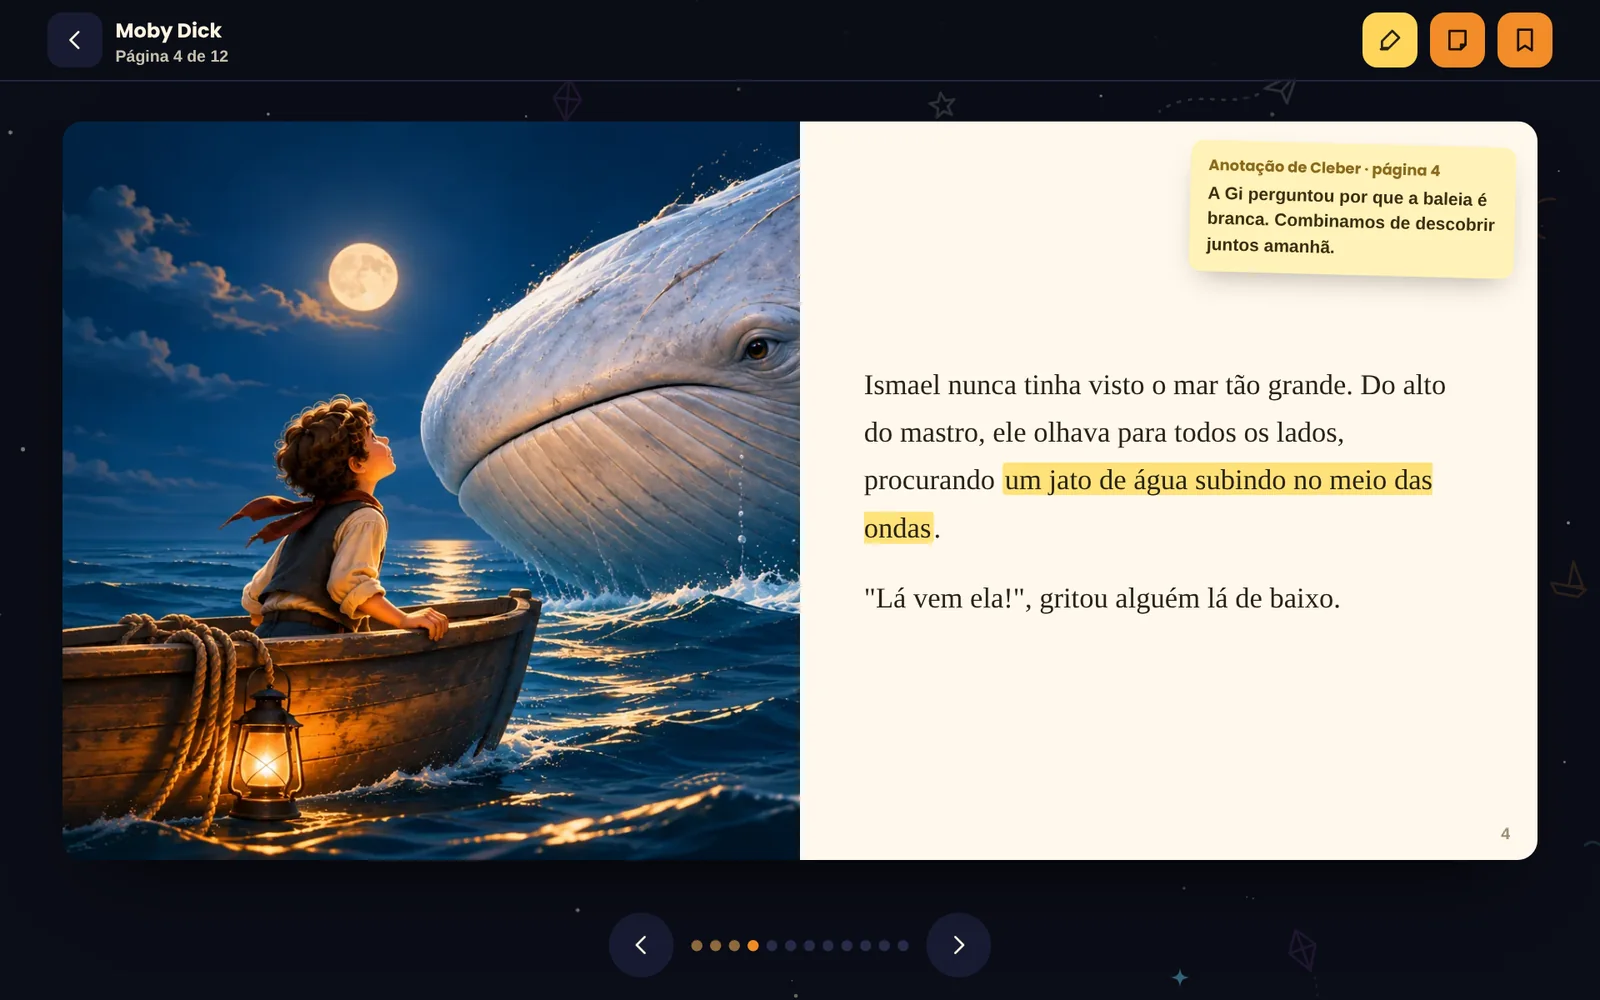 Moby Dick
Página 4 de 12
Anotação de Cleber · página 4
A Gi perguntou por que a baleia é
branca. Combinamos de descobrir
juntos amanhã.
Ismael nunca tinha visto o mar tão grande. Do alto
do mastro, ele olhava para todos os lados,
procurando um jato de água subindo no meio das
ondas.
"Lá vem ela!", gritou alguém lá de baixo.
4